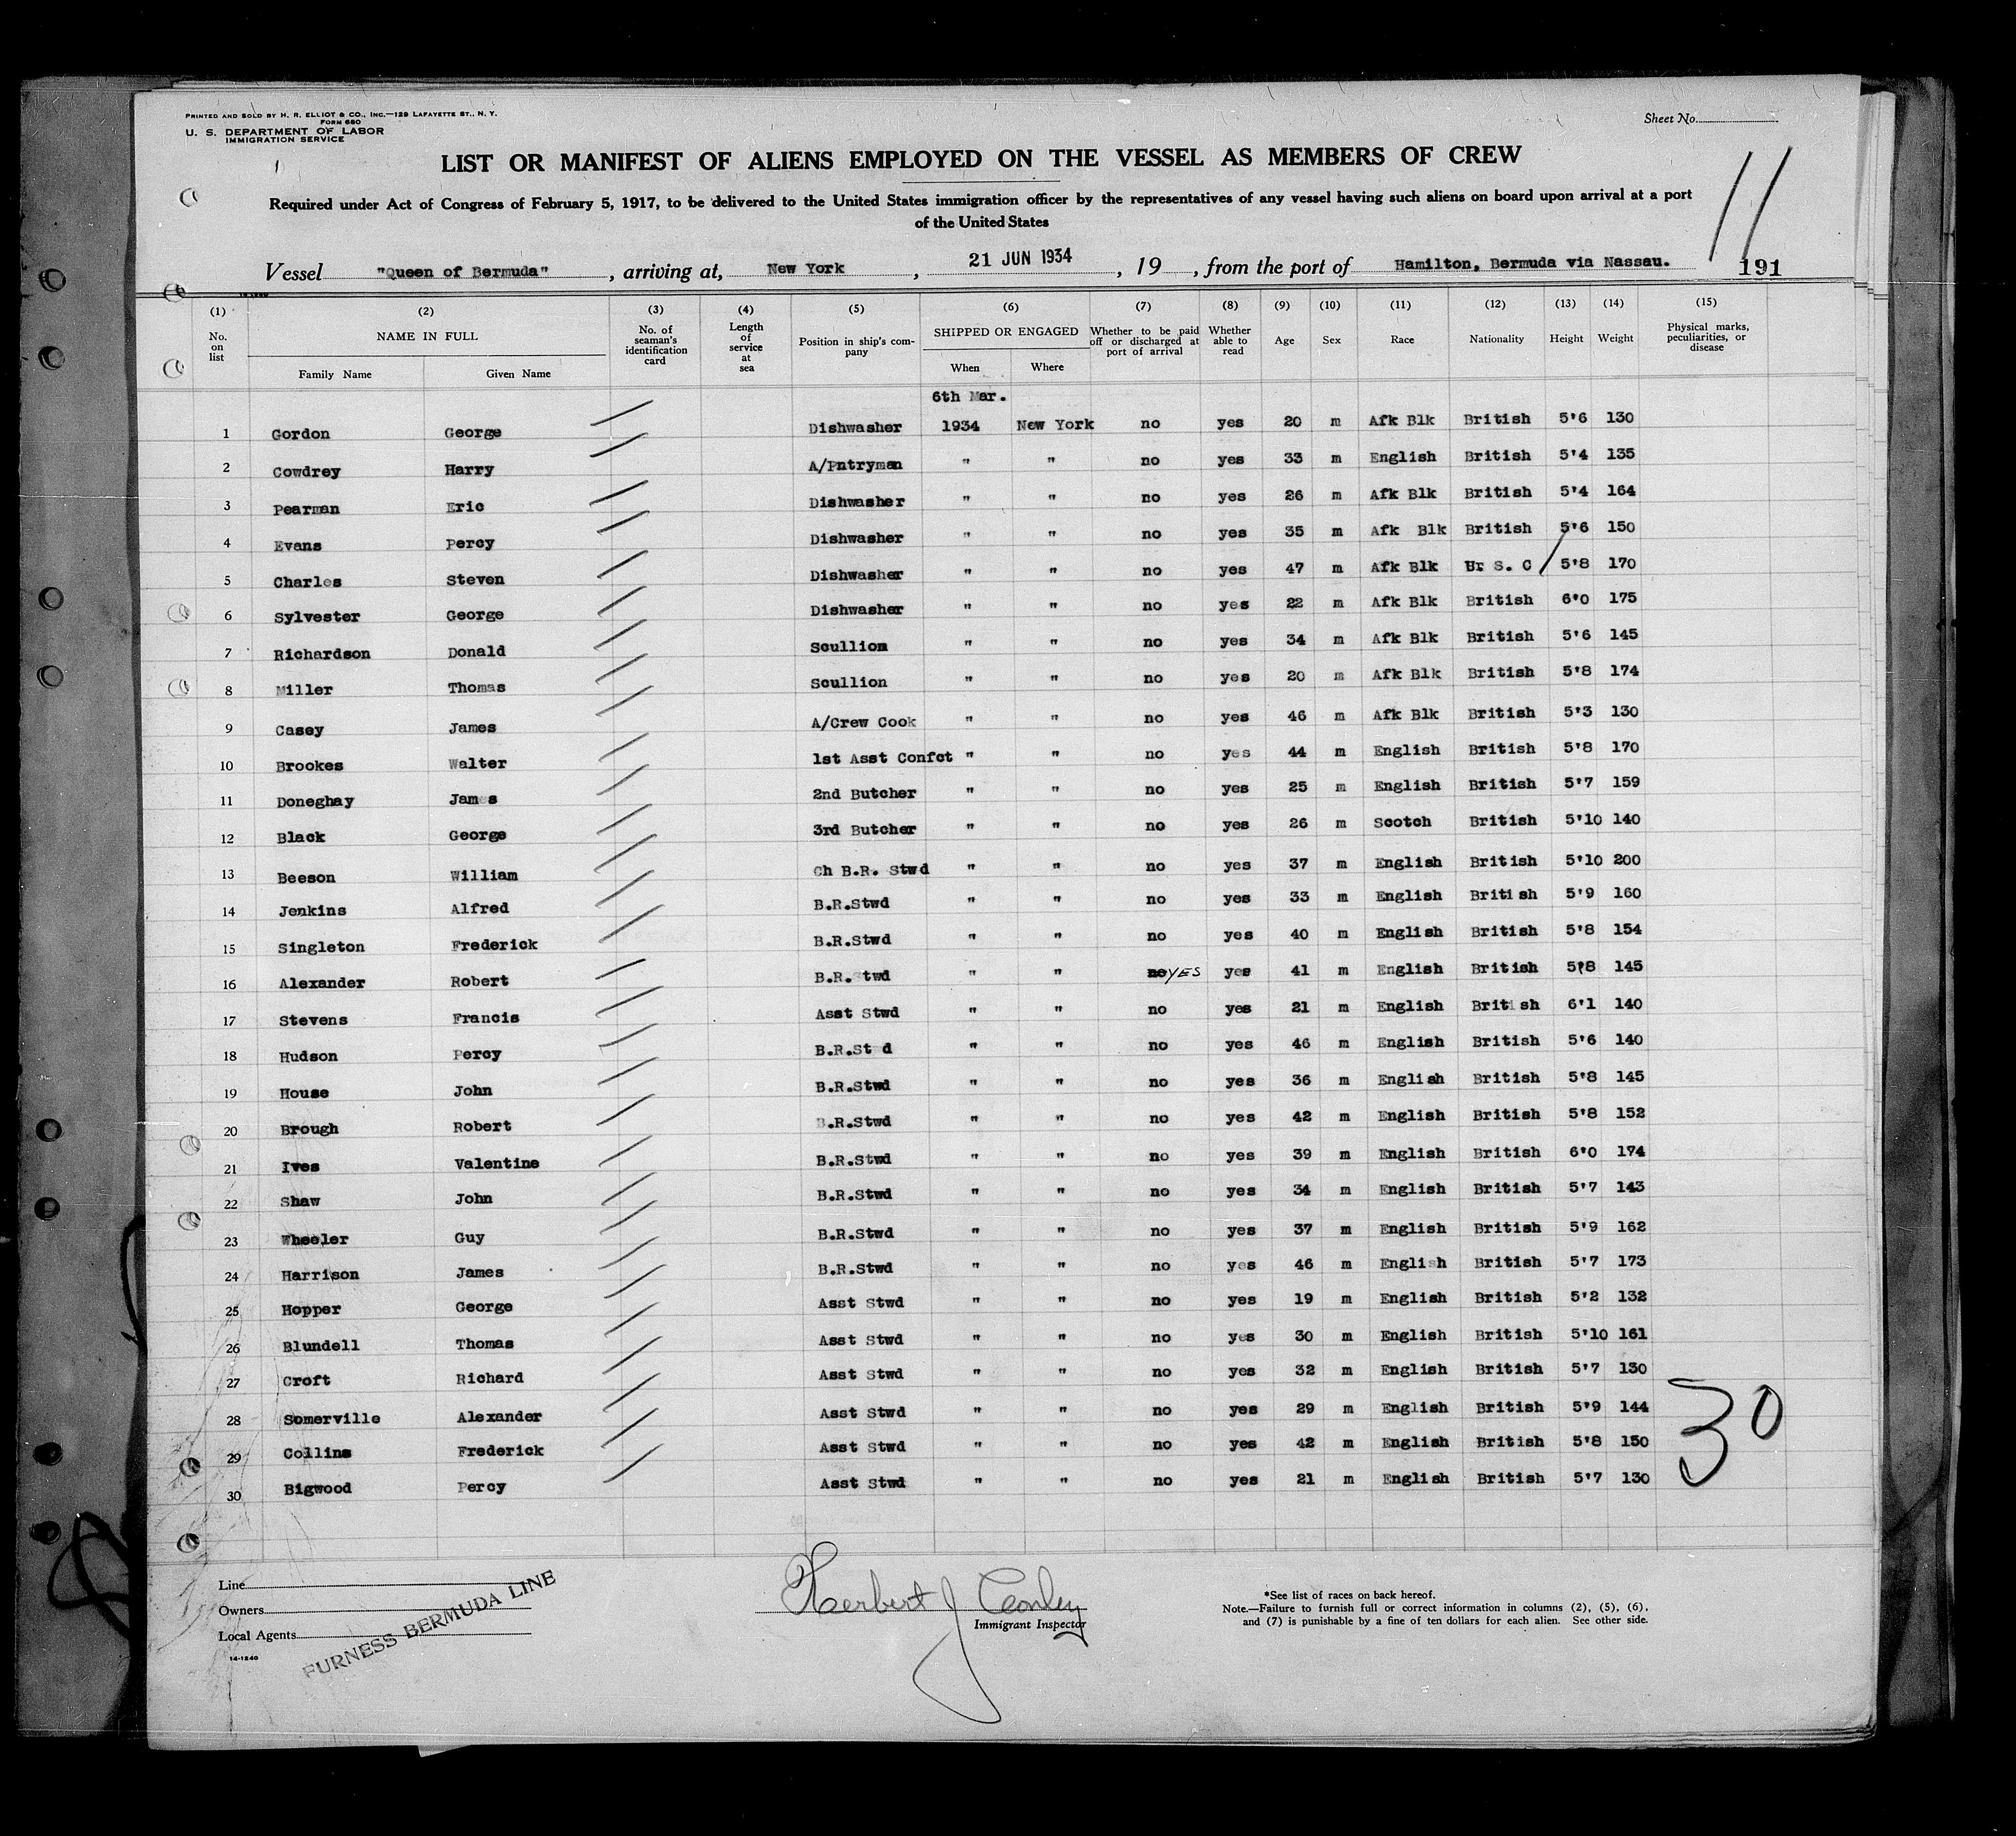 PRINTED AND SOLD BY H. R. ELLIOT & CO., INC.—129 LAFAYETTE ST., N. Y.
FORM 680
U. S. DEPARTMENT OF LABOR
IMMIGRATION SERVICE
Sheet No.
LIST OR MANIFEST OF ALIENS EMPLOYED ON THE VESSEL AS MEMBERS OF CREW
11
Required under Act of Congress of February 5, 1917, to be delivered to the United States immigration officer by the representatives of any vessel having such aliens on board upon arrival at a port
of the United States
Vessel "Queen of Bermuda", arriving at, New York, 21 JUN 1934, 19, from the port of Hamilton, Bermuda via Nassau. 191
(1) (2) (3) (4) (5) (6) (7) (8) (9) (10) (11) (12) (13) (14) (15)
No. on list NAME IN FULL Family Name Given Name No. of seaman's identification card Length of service at sea Position in ship's company SHIPPED OR ENGAGED When Where Whether to be paid off or discharged at port of arrival Whether able to read Age Sex Race Nationality Height Weight Physical marks, peculiarities, or disease
6th Mar.
1 Gordon George Dishwasher 1934 New York no yes 20 m Afk Blk British 5'6 130
2 Cowdrey Harry A/Pntryman " " no yes 33 m English British 5'4 135
3 Pearman Eric Dishwasher " " no yes 26 m Afk Blk British 5'4 164
4 Evans Percy Dishwasher " " no yes 35 m Afk Blk British 5'6 150
5 Charles Steven Dishwasher " " no yes 47 m Afk Blk U. S. C 5'8 170
6 Sylvester George Dishwasher " " no yes 22 m Afk Blk British 6'0 175
7 Richardson Donald Scullion " " no yes 34 m Afk Blk British 5'6 145
8 Miller Thomas Scullion " " no yes 20 m Afk Blk British 5'8 174
9 Casey James A/Crew Cook " " no yes 46 m Afk Blk British 5'3 130
10 Brookes Walter 1st Asst Confct " " no yes 44 m English British 5'8 170
11 Doneghay James 2nd Butcher " " no yes 25 m English British 5'7 159
12 Black George 3rd Butcher " " no yes 26 m Scotch British 5'10 140
13 Beeson William Ch B.R. Stwd " " no yes 37 m English British 5'10 200
14 Jenkins Alfred B.R.Stwd " " no yes 33 m English British 5'9 160
15 Singleton Frederick B.R.Stwd " " no yes 40 m English British 5'8 154
16 Alexander Robert B.R.Stwd " " no YES yes 41 m English British 5'8 145
17 Stevens Francis Asst Stwd " " no yes 21 m English British 6'1 140
18 Hudson Percy B.R.St d " " no yes 46 m English British 5'6 140
19 House John B.R.Stwd " " no yes 36 m English British 5'8 145
20 Brough Robert B.R.Stwd " " no yes 42 m English British 5'8 152
21 Ives Valentine B.R.Stwd " " no yes 39 m English British 6'0 174
22 Shaw John B.R.Stwd " " no yes 34 m English British 5'7 143
23 Wheeler Guy B.R.Stwd " " no yes 37 m English British 5'9 162
24 Harrison James B.R.Stwd " " no yes 46 m English British 5'7 173
25 Hopper George Asst Stwd " " no yes 19 m English British 5'2 132
26 Blundell Thomas Asst Stwd " " no yes 30 m English British 5'10 161
27 Croft Richard Asst Stwd " " no yes 32 m English British 5'7 130
28 Somerville Alexander Asst Stwd " " no yes 29 m English British 5'9 144
29 Collins Frederick Asst Stwd " " no yes 42 m English British 5'8 150
30 Bigwood Percy Asst Stwd " " no yes 21 m English British 5'7 130
30
Line
Owners
Local Agents
14-1240
FURNESS BERMUDA LINE
Herbert J Conley
Immigrant Inspector
*See list of races on back hereof.
Note.—Failure to furnish full or correct information in columns (2), (5), (6),
and (7) is punishable by a fine of ten dollars for each alien. See other side.